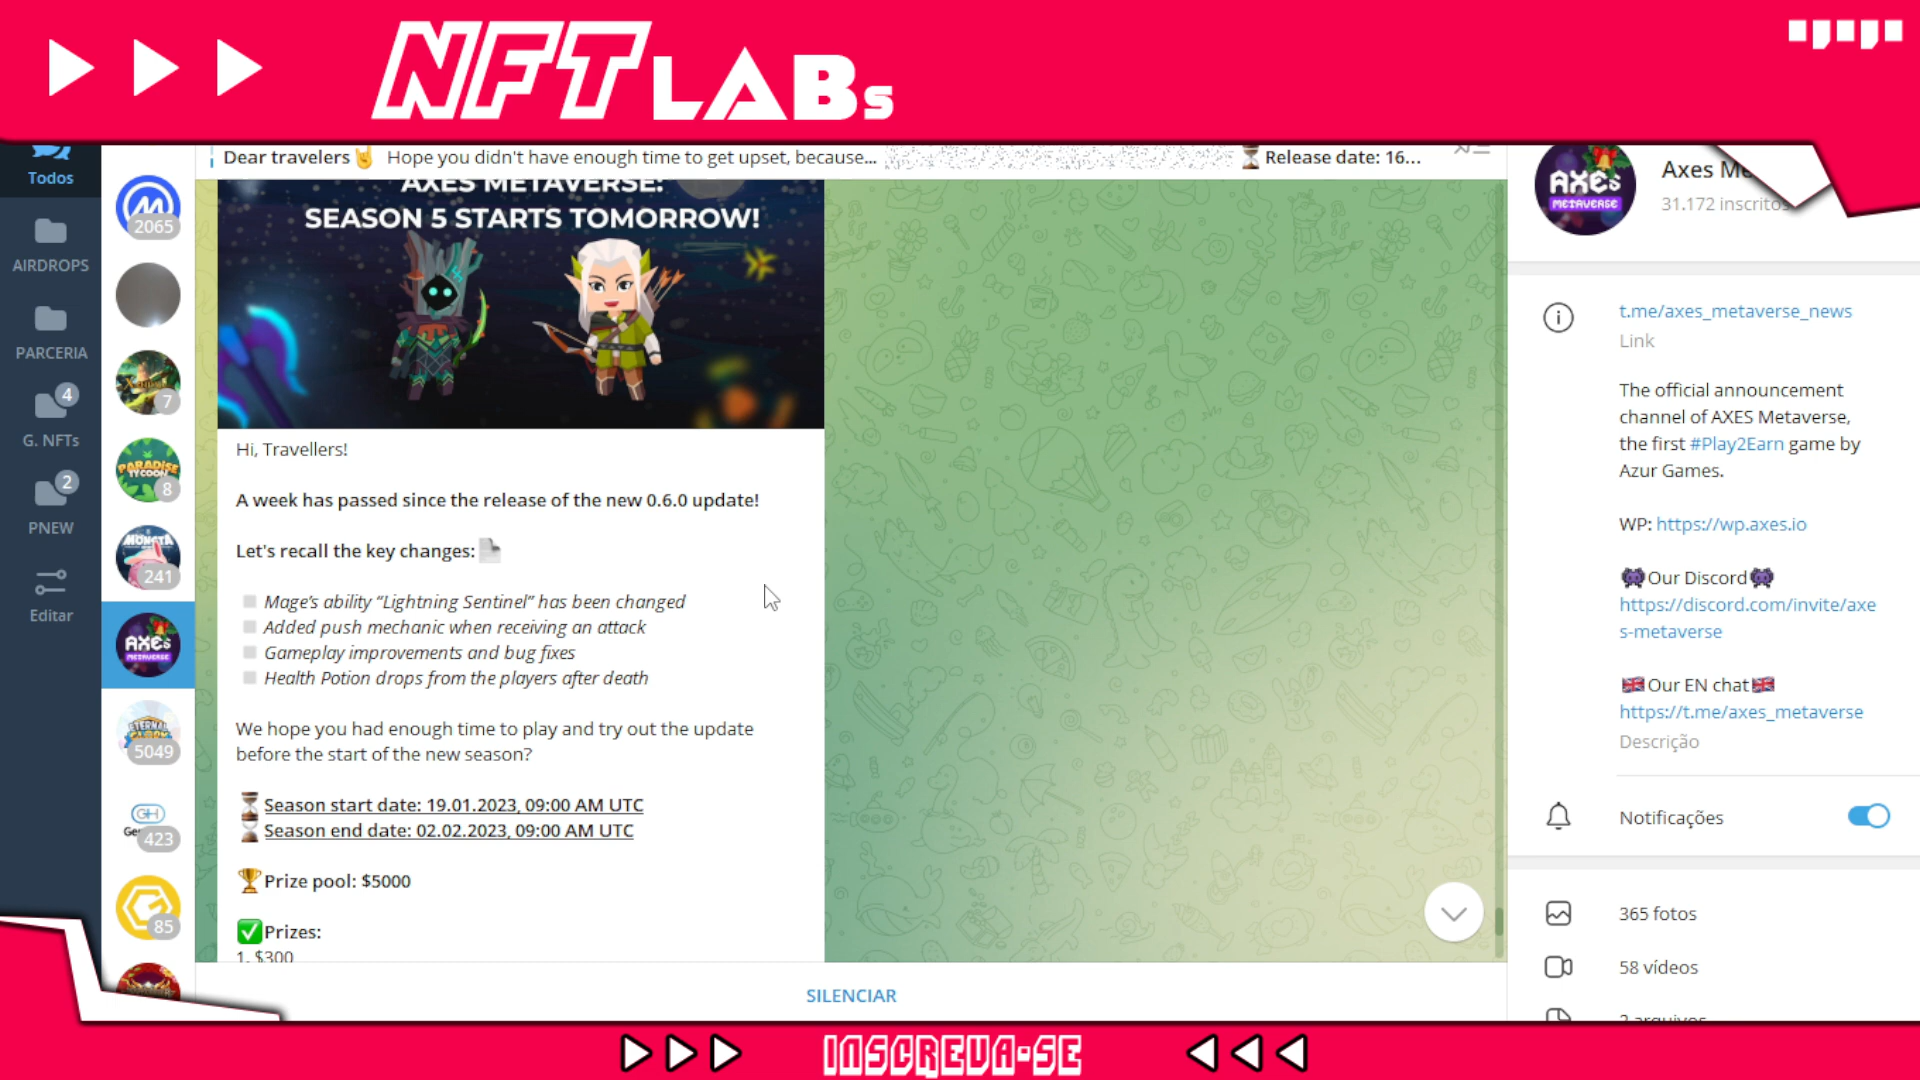 NFT LABs
Todos
AIRDROPS
PARCERIA
4
G. NFTs
2
PNEW
Editar
2065
7
PARADISE
TYCOON
8
241
AXES
METAVERSE
5049
423
85
Dear travelers🤘 Hope you didn't have enough time to get upset, because...
⏳Release date: 16...
AXES METAVERSE:
SEASON 5 STARTS TOMORROW!
Hi, Travellers!
A week has passed since the release of the new 0.6.0 update!
Let's recall the key changes:
Mage's ability “Lightning Sentinel” has been changed
Added push mechanic when receiving an attack
Gameplay improvements and bug fixes
Health Potion drops from the players after death
We hope you had enough time to play and try out the update
before the start of the new season?
⏳Season start date: 19.01.2023, 09:00 AM UTC
⌛Season end date: 02.02.2023, 09:00 AM UTC
🏆Prize pool: $5000
✅Prizes:
1. $300
SILENCIAR
AXES
METAVERSE
Axes
31.172 inscritos
t.me/axes_metaverse_news
Link
The official announcement
channel of AXES Metaverse,
the first #Play2Earn game by
Azur Games.
WP: https://wp.axes.io
👾Our Discord👾
https://discord.com/invite/axe
s-metaverse
🇬🇧Our EN chat🇬🇧
https://t.me/axes_metaverse
Descrição
Notificações
365 fotos
58 vídeos
2 arquivos
INSCREVA-SE